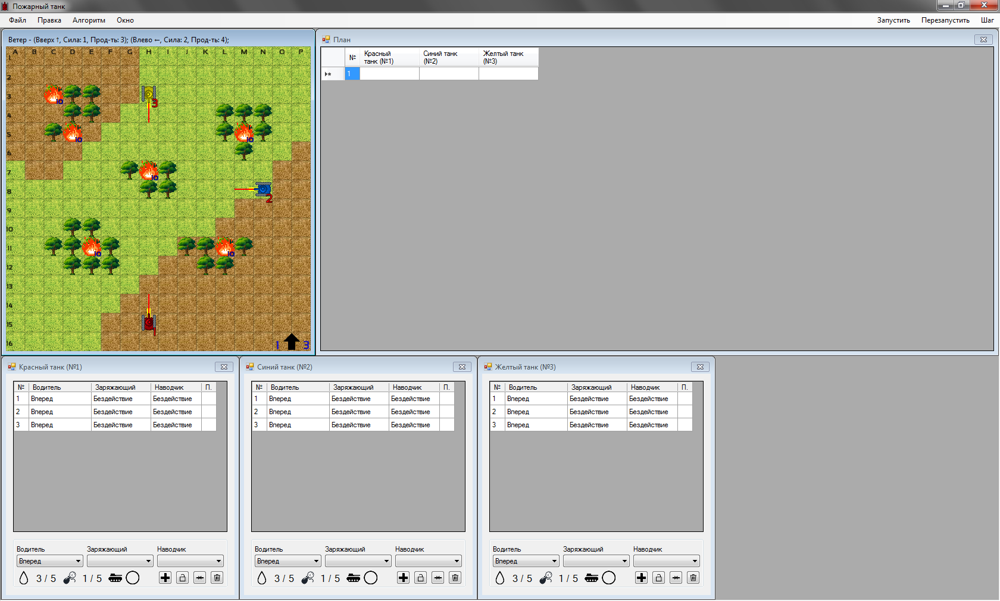 Пожарный танк
Файл Правка Алгоритм Окно Запустить Перезапустить Шаг
Ветер - (Вверх ↑, Сила: 1, Прод-ть: 3); (Влево ←, Сила: 2, Прод-ть: 4);
A B C D E F G H I J K L M N O P
1
2
3
10
3
4
5
10
10
6
7
10
8
2
9
10
11
10
10
12
13
14
15
1
16
1 3
План
№ Красный танк (№1) Синий танк (№2) Желтый танк (№3)
1
Красный танк (№1)
№ Водитель Заряжающий Наводчик П.
1 Вперед Бездействие Бездействие
2 Вперед Бездействие Бездействие
3 Вперед Бездействие Бездействие
Водитель Заряжающий Наводчик
Вперед
3 / 5 1 / 5
Синий танк (№2)
№ Водитель Заряжающий Наводчик П.
1 Вперед Бездействие Бездействие
2 Вперед Бездействие Бездействие
3 Вперед Бездействие Бездействие
Водитель Заряжающий Наводчик
Вперед
3 / 5 1 / 5
Желтый танк (№3)
№ Водитель Заряжающий Наводчик П.
1 Вперед Бездействие Бездействие
2 Вперед Бездействие Бездействие
3 Вперед Бездействие Бездействие
Водитель Заряжающий Наводчик
Вперед
3 / 5 1 / 5